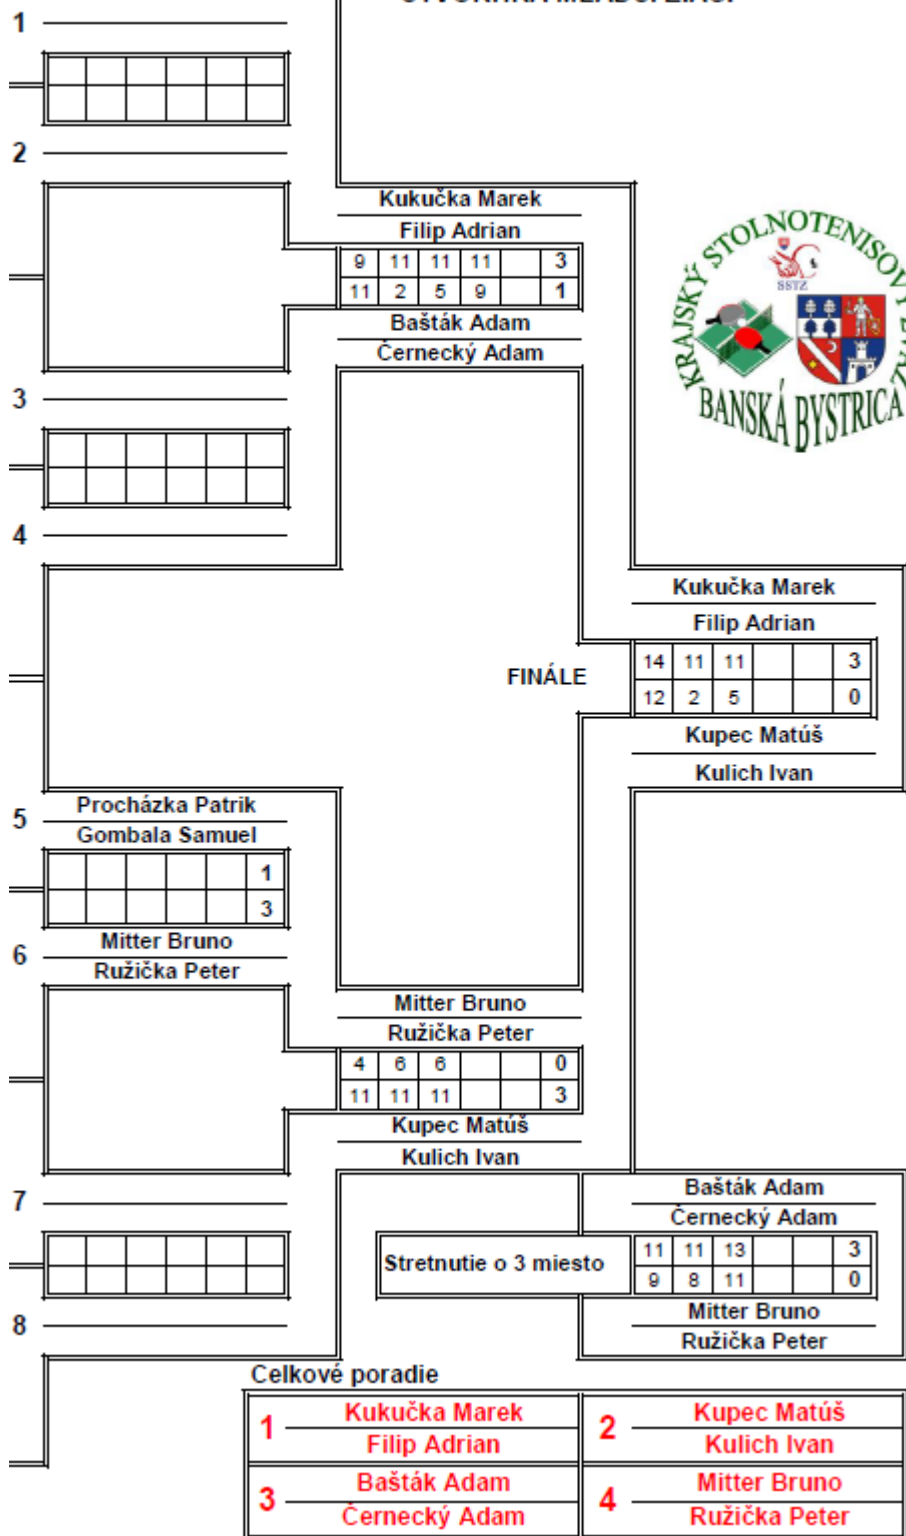 1
2
Kukučka Marek
Filip Adrian
9 11 11 11 3
11 2 5 9 1
Bašták Adam
Černecký Adam
KRAJSKÝ STOLNOTENISOVÝ
SSTZ
BANSKÁ BYSTRICA
3
4
Kukučka Marek
Filip Adrian
FINÁLE
14 11 11 3
12 2 5 0
Kupec Matúš
Kulich Ivan
5
Procházka Patrik
Gombala Samuel
1
3
6
Mitter Bruno
Ružička Peter
Mitter Bruno
Ružička Peter
4 6 6 0
11 11 11 3
Kupec Matúš
Kulich Ivan
7
Bašták Adam
Černecký Adam
Stretnutie o 3 miesto
11 11 13 3
9 8 11 0
8
Mitter Bruno
Ružička Peter
Celkové poradie
1 Kukučka Marek
Filip Adrian
2 Kupec Matúš
Kulich Ivan
3 Bašták Adam
Černecký Adam
4 Mitter Bruno
Ružička Peter